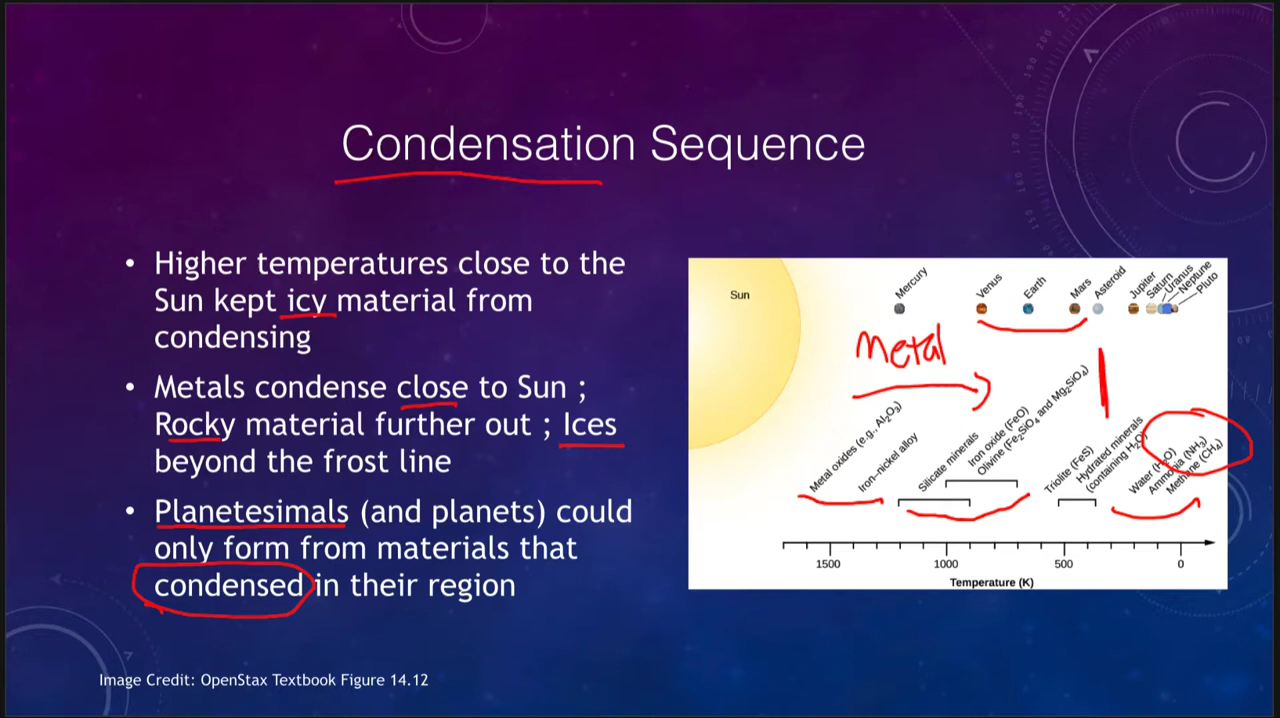 Condensation Sequence
• Higher temperatures close to the
Sun kept icy material from
condensing
• Metals condense close to Sun ;
Rocky material further out ; Ices
beyond the frost line
• Planetesimals (and planets) could
only form from materials that
condensed in their region
Sun
Mercury
Venus
Earth
Mars
Asteroid
Jupiter
Saturn
Uranus
Neptune
Pluto
Metal
Metal oxides (e.g., Al₂O₃)
Iron–nickel alloy
Silicate minerals
Iron oxide (FeO)
Olivine (Fe₂SiO₄ and Mg₂SiO₄)
Triolite (FeS)
Hydrated minerals
(containing H₂O)
Water (H₂O)
Ammonia (NH₃)
Methane (CH₄)
1500 1000 500 0
Temperature (K)
Image Credit: OpenStax Textbook Figure 14.12